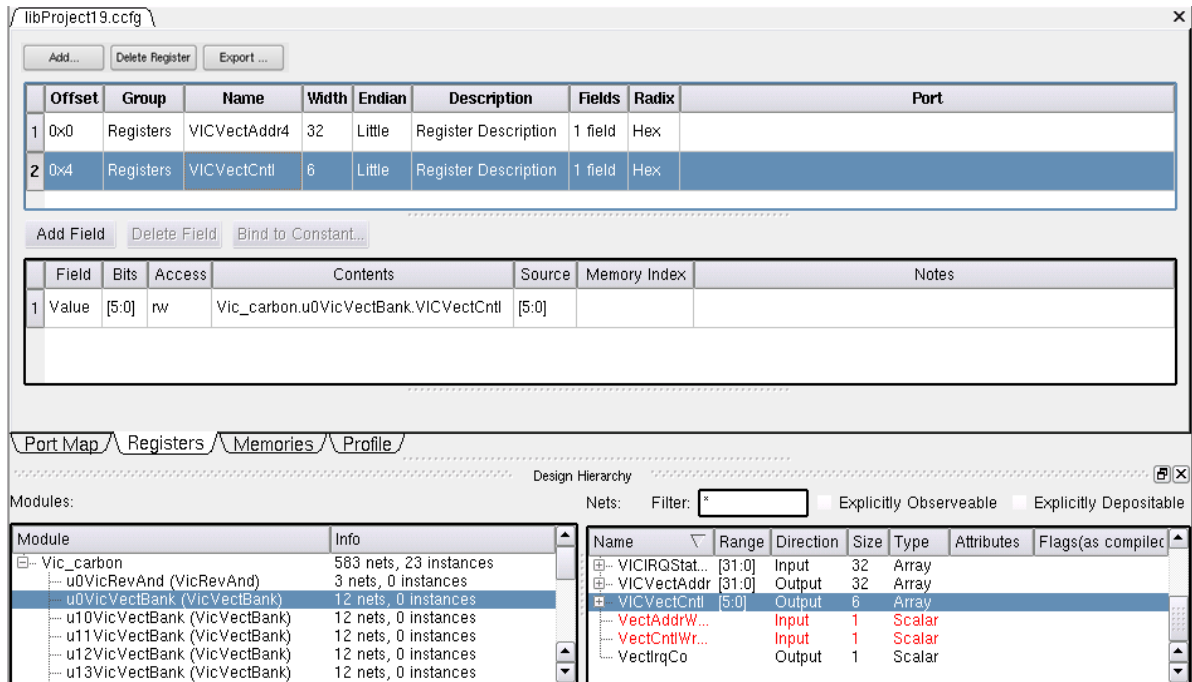 libProject19.ccfg
Add... Delete Register Export ...
Offset Group Name Width Endian Description Fields Radix Port
1 0x0 Registers VICVectAddr4 32 Little Register Description 1 field Hex
2 0x4 Registers VICVectCntl 6 Little Register Description 1 field Hex
Add Field Delete Field Bind to Constant...
Field Bits Access Contents Source Memory Index Notes
1 Value [5:0] rw Vic_carbon.u0VicVectBank.VICVectCntl [5:0]
Port Map Registers Memories Profile
Design Hierarchy
Modules: Nets: Filter: * Explicitly Observeable Explicitly Depositable
Module Info Name Range Direction Size Type Attributes Flags(as compilec
Vic_carbon 583 nets, 23 instances VICIRQStat... [31:0] Input 32 Array
u0VicRevAnd (VicRevAnd) 3 nets, 0 instances VICVectAddr [31:0] Output 32 Array
u0VicVectBank (VicVectBank) 12 nets, 0 instances VICVectCntl [5:0] Output 6 Array
u10VicVectBank (VicVectBank) 12 nets, 0 instances VectAddrW... Input 1 Scalar
u11VicVectBank (VicVectBank) 12 nets, 0 instances VectCntlWr... Input 1 Scalar
u12VicVectBank (VicVectBank) 12 nets, 0 instances VectIrqCo Output 1 Scalar
u13VicVectBank (VicVectBank) 12 nets, 0 instances